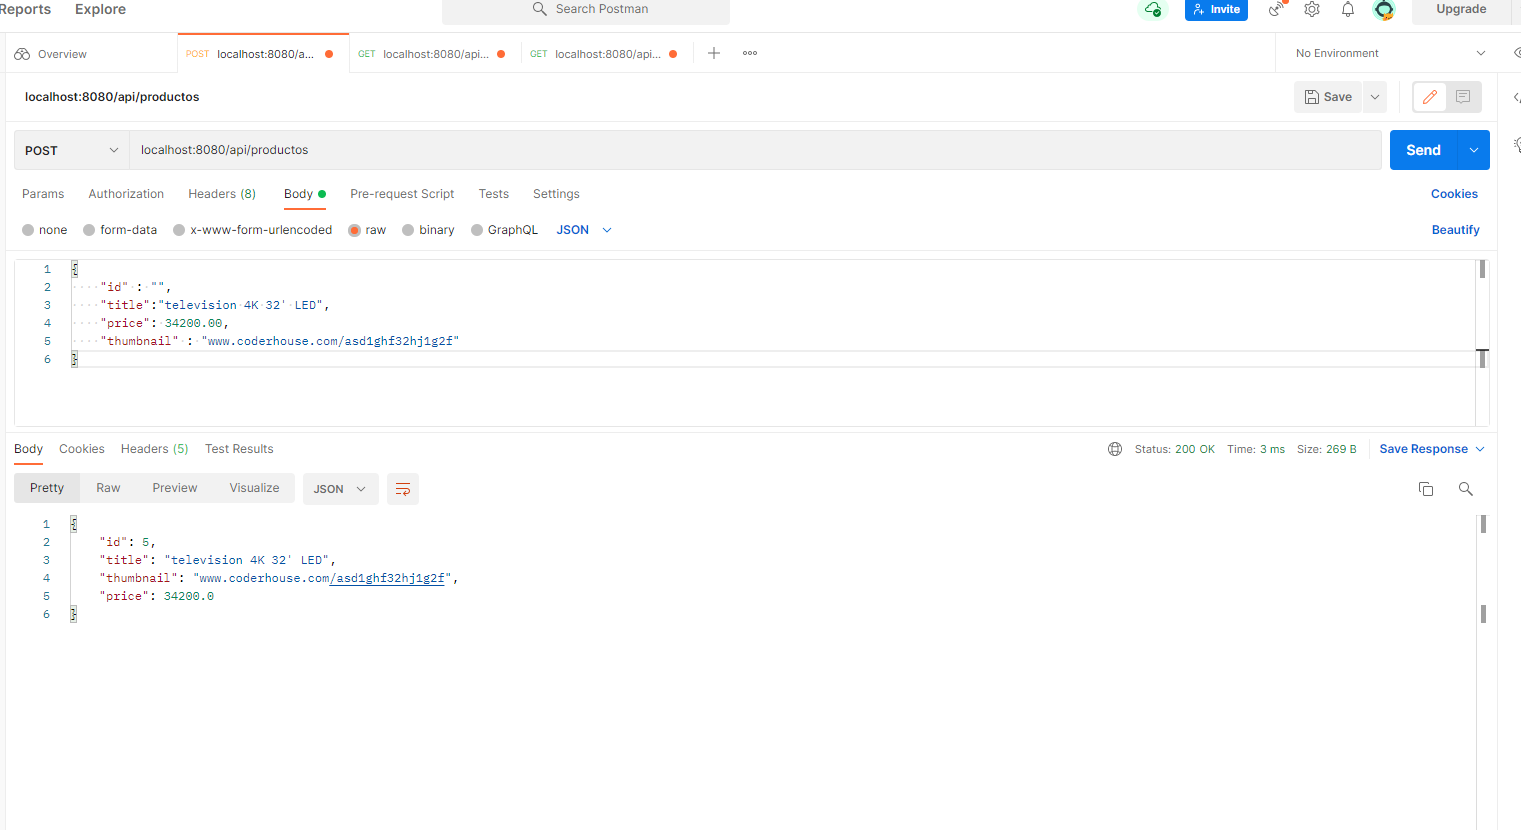 Reports Explore Search Postman Invite Upgrade
Overview POST localhost:8080/a... GET localhost:8080/api... GET localhost:8080/api... No Environment
localhost:8080/api/productos Save
POST localhost:8080/api/productos Send
Params Authorization Headers (8) Body Pre-request Script Tests Settings Cookies
none form-data x-www-form-urlencoded raw binary GraphQL JSON Beautify
1 {
2 "id" : "",
3 "title":"television 4K 32' LED",
4 "price": 34200.00,
5 "thumbnail" : "www.coderhouse.com/asd1ghf32hj1g2f"
6 }
Body Cookies Headers (5) Test Results Status: 200 OK Time: 3 ms Size: 269 B Save Response
Pretty Raw Preview Visualize JSON
1 {
2 "id": 5,
3 "title": "television 4K 32' LED",
4 "thumbnail": "www.coderhouse.com/asd1ghf32hj1g2f",
5 "price": 34200.0
6 }